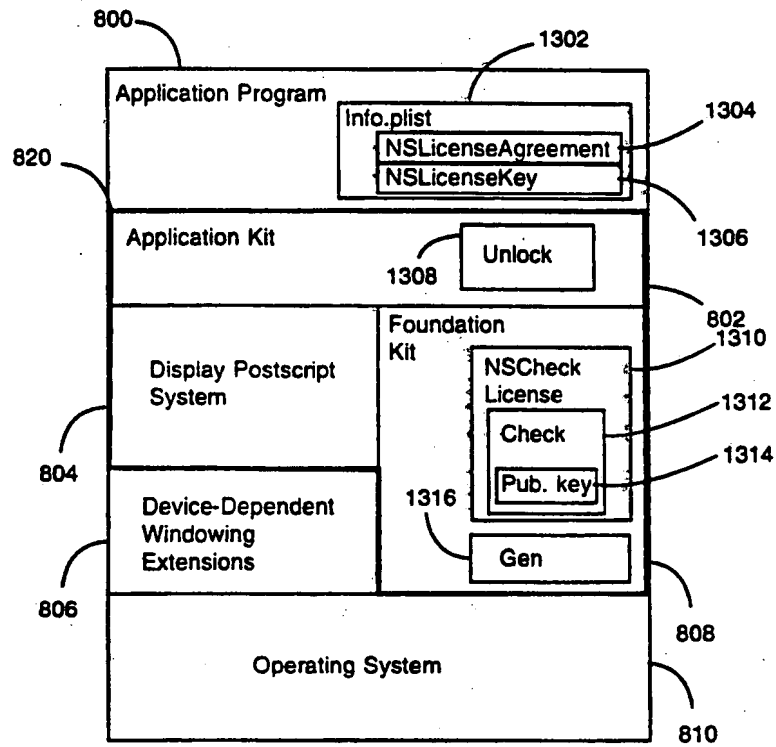 800
1302
Application Program
Info.plist
1304
NSLicenseAgreement
820
NSLicenseKey
Application Kit
1306
1308
Unlock
802
Foundation
Kit
1310
NSCheck
License
Display Postscript
System
1312
Check
804
1314
Pub. key
1316
Device-Dependent
Windowing
Extensions
Gen
806
808
Operating System
810